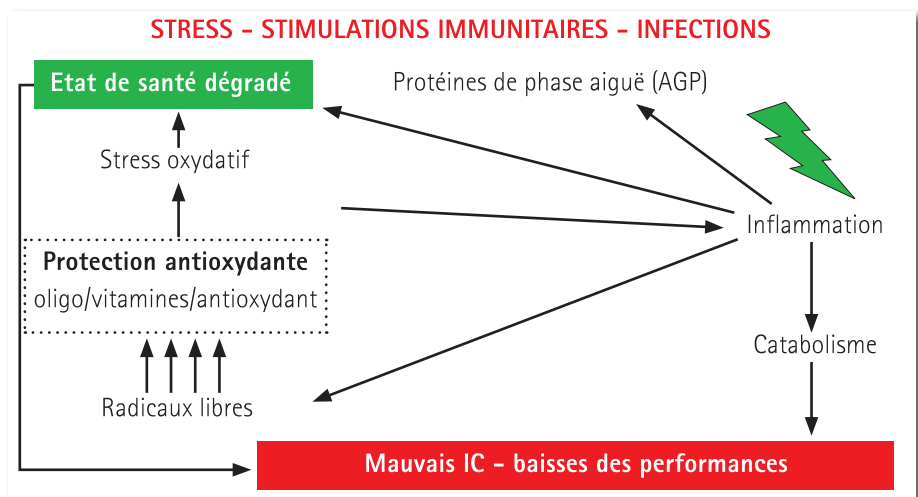 STRESS - STIMULATIONS IMMUNITAIRES - INFECTIONS
Etat de santé dégradé
Protéines de phase aiguë (AGP)
Stress oxydatif
Inflammation
Protection antioxydante
oligo/vitamines/antioxydant
Catabolisme
Radicaux libres
Mauvais IC - baisses des performances